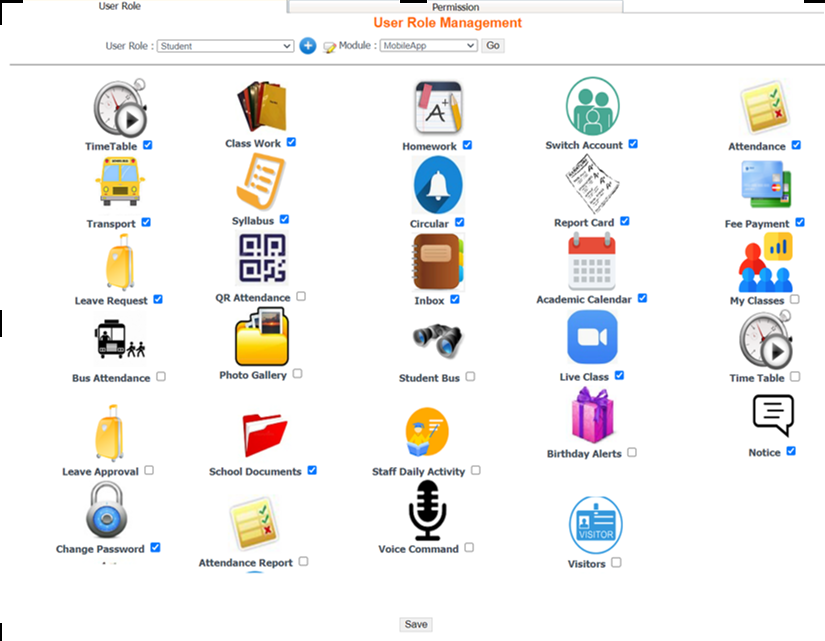 User Role
Permission
User Role Management
User Role : Student
Module : MobileApp
Go
TimeTable
Class Work
Homework
Switch Account
Attendance
Transport
Syllabus
Circular
Report Card
Fee Payment
Leave Request
QR Attendance
Inbox
Academic Calendar
My Classes
Bus Attendance
Photo Gallery
Student Bus
Live Class
Time Table
Leave Approval
School Documents
Staff Daily Activity
Birthday Alerts
Notice
Change Password
Attendance Report
Voice Command
VISITOR
Visitors
Save